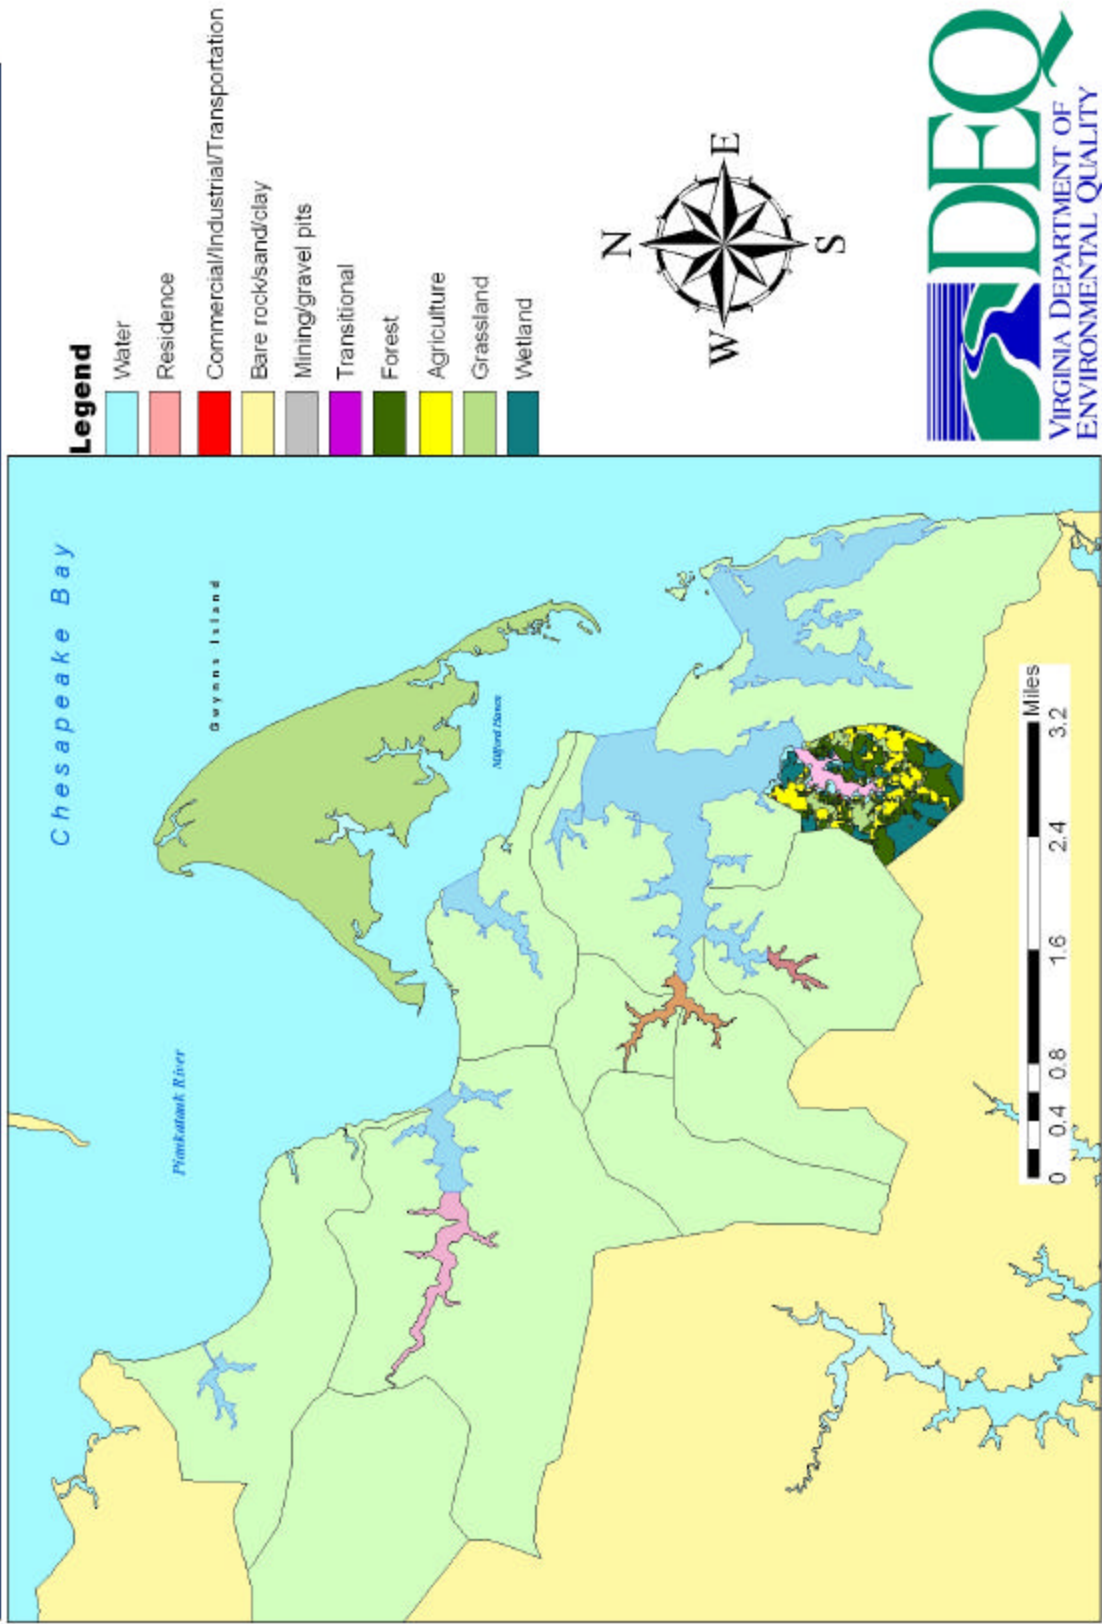 Chesapeake Bay
Gwynns Island
Milford Haven
Piankatank River
Legend
Water
Residence
Commercial/Industrial/Transportation
Bare rock/sand/clay
Mining/gravel pits
Transitional
Forest
Agriculture
Grassland
Wetland
N
W
E
S
Miles
0 0.4 0.8 1.6 2.4 3.2
DEQ
VIRGINIA DEPARTMENT OF
ENVIRONMENTAL QUALITY